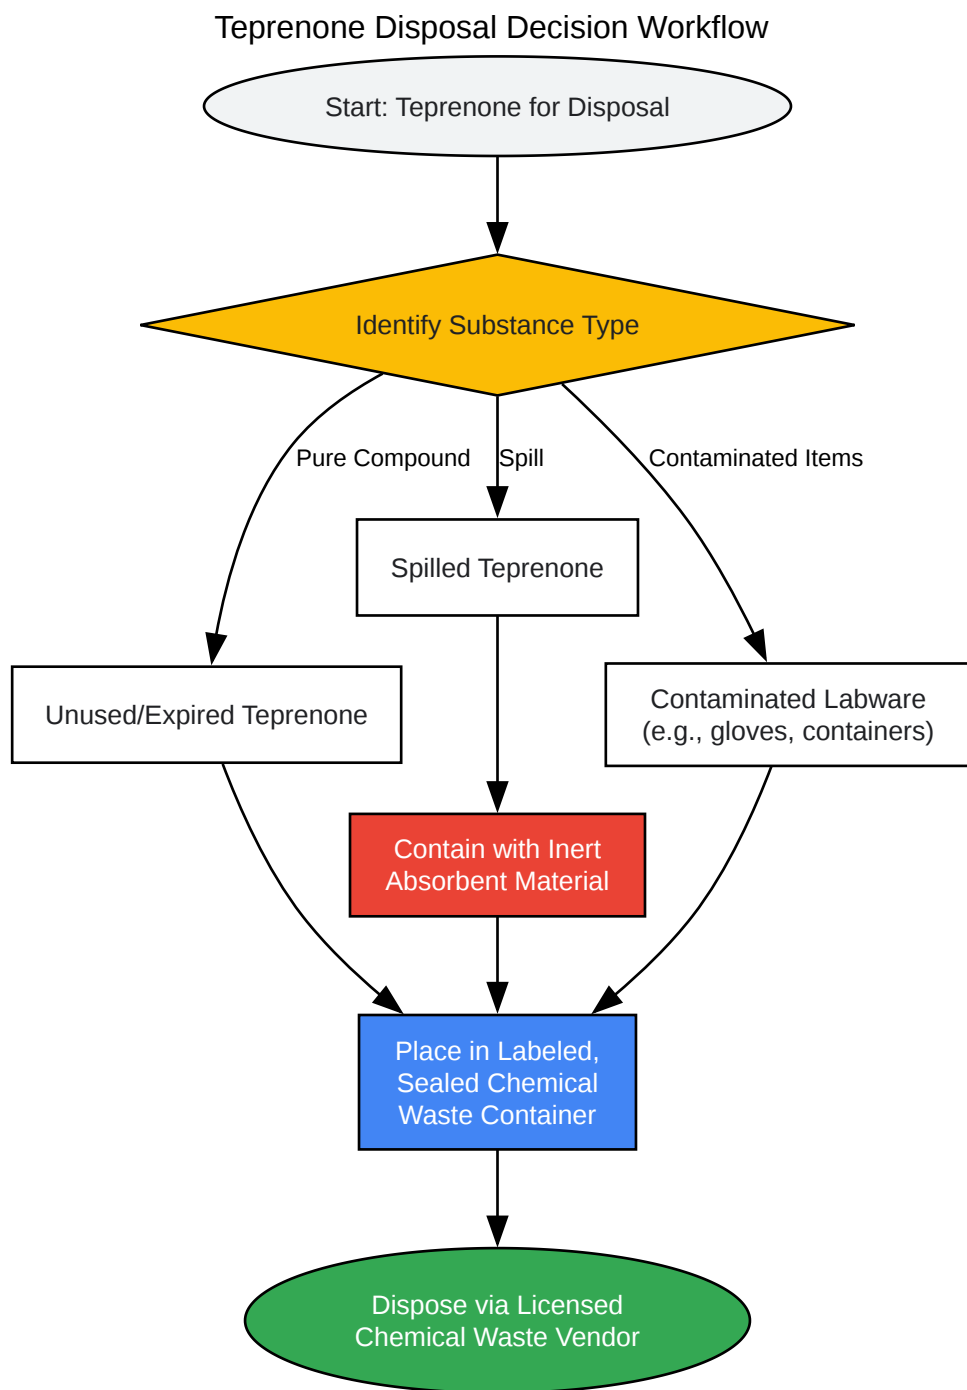 Teprenone Disposal Decision Workflow
Start: Teprenone for Disposal
Identify Substance Type
Pure Compound
Spill
Contaminated Items
Spilled Teprenone
Unused/Expired Teprenone
Contaminated Labware
(e.g., gloves, containers)
Contain with Inert
Absorbent Material
Place in Labeled,
Sealed Chemical
Waste Container
Dispose via Licensed
Chemical Waste Vendor